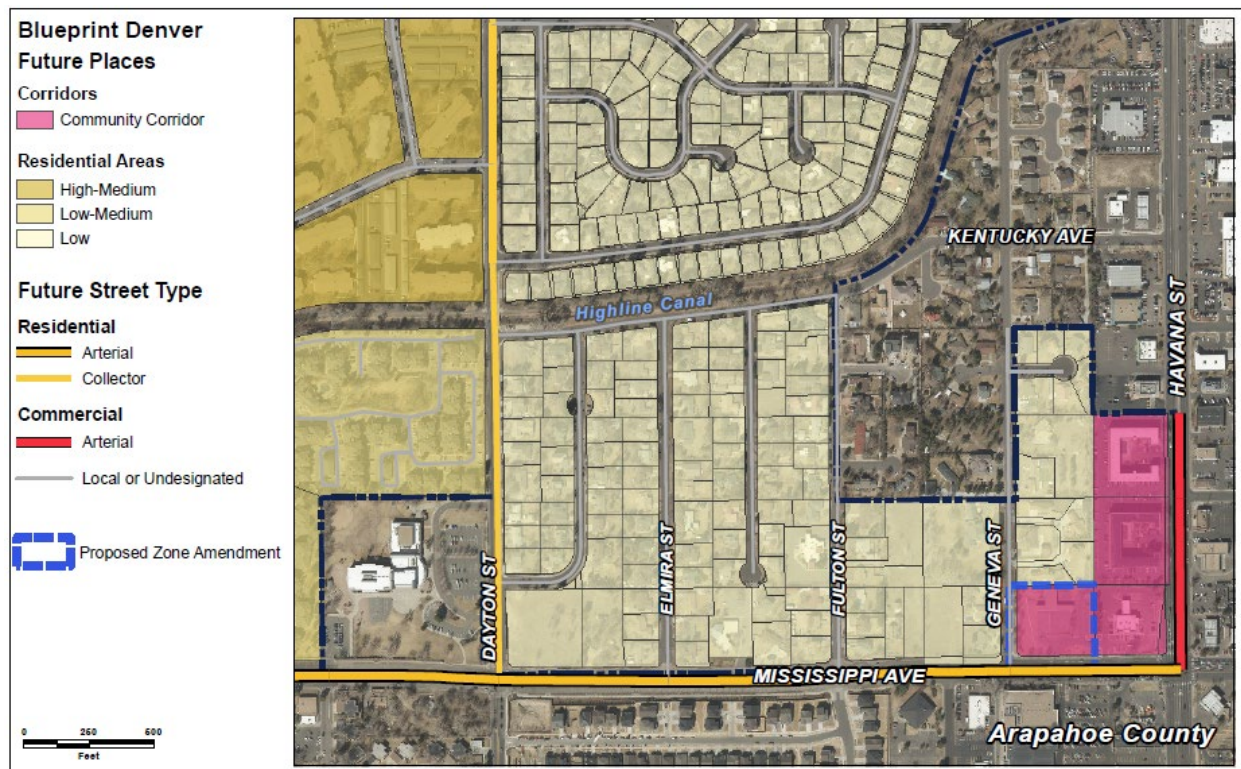 Blueprint Denver
Future Places
Corridors
Community Corridor
Residential Areas
High-Medium
Low-Medium
Low
Future Street Type
Residential
Arterial
Collector
Commercial
Arterial
Local or Undesignated
Proposed Zone Amendment
0 260 600
Feet
KENTUCKY AVE
HAVANA ST
Highline Canal
DAYTON ST
ELMIRA ST
FULTON ST
GENEVA ST
MISSISSIPPI AVE
Arapahoe County